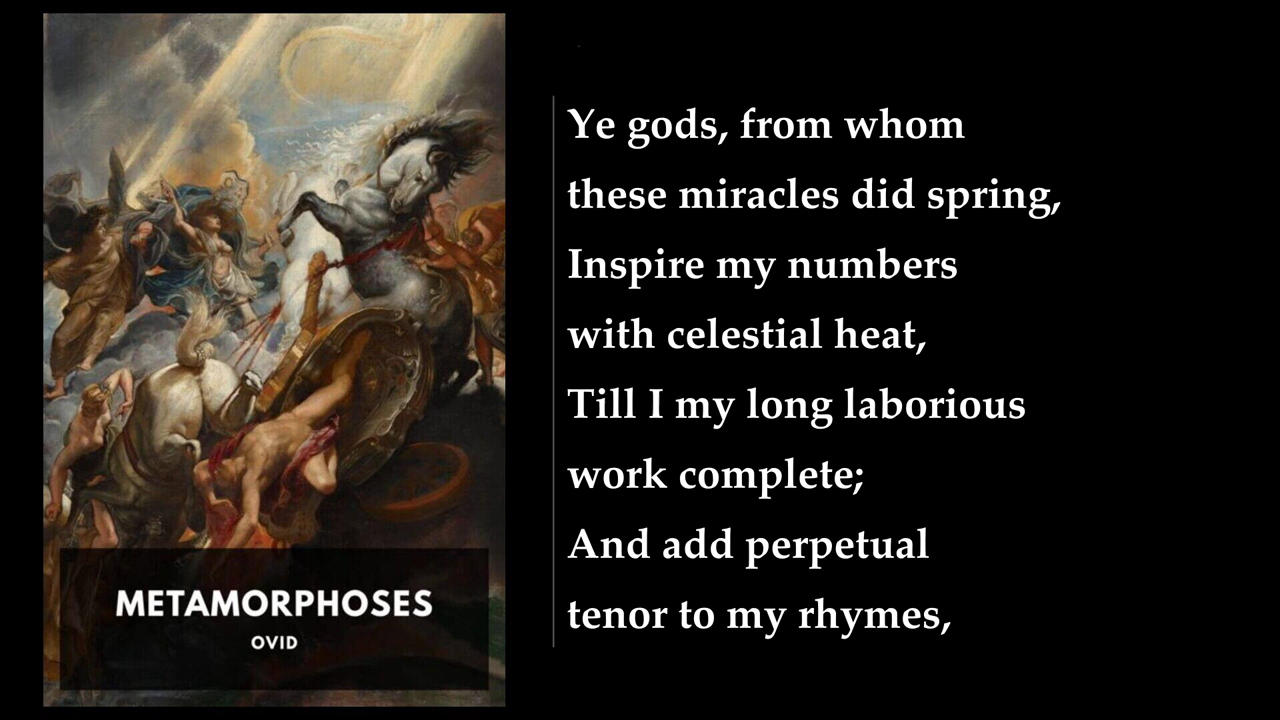 METAMORPHOSES
OVID
Ye gods, from whom
these miracles did spring,
Inspire my numbers
with celestial heat,
Till I my long laborious
work complete;
And add perpetual
tenor to my rhymes,